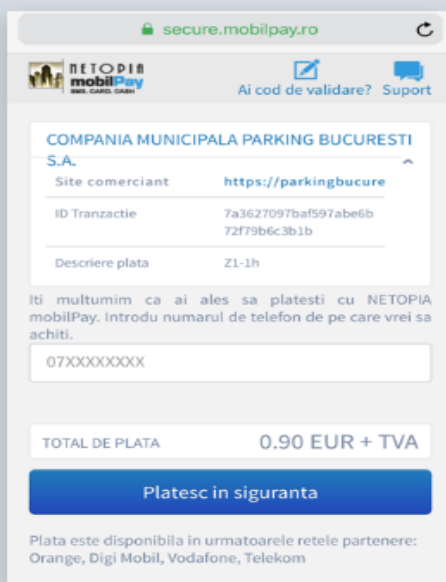 secure.mobilpay.ro
NETOPIA
mobilPay
SMS. CARD. CASH
Ai cod de validare? Suport
COMPANIA MUNICIPALA PARKING BUCURESTI
S.A.
Site comerciant https://parkingbucure
ID Tranzactie 7a3627097baf597abe6b
72f79b6c3b1b
Descriere plata Z1-1h
Iti multumim ca ai ales sa platesti cu NETOPIA
mobilPay. Introdu numarul de telefon de pe care vrei sa
achiti.
07XXXXXXXX
TOTAL DE PLATA 0.90 EUR + TVA
Platesc in siguranta
Plata este disponibila in urmatoarele retele partenere:
Orange, Digi Mobil, Vodafone, Telekom